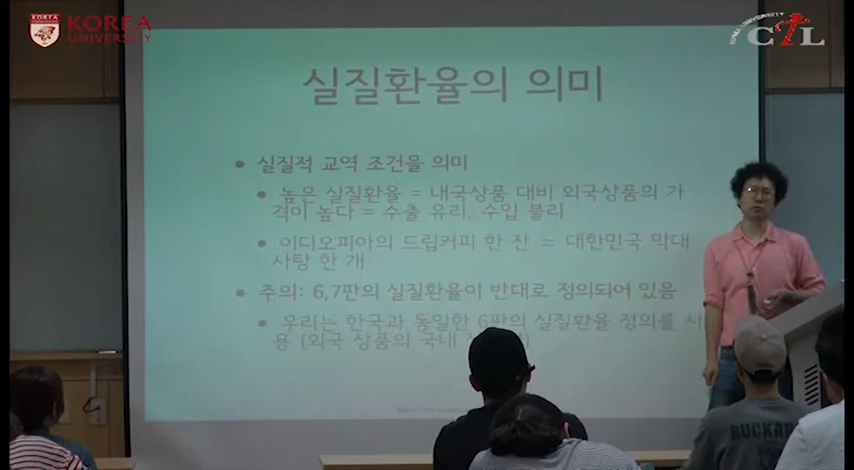 KOREA
UNIVERSITY
KOREA UNIVERSITY
CTL
실질환율의 의미
• 실질적 교역 조건을 의미
• 높은 실질환율 = 내국상품 대비 외국상품의 가
격이 높다 = 수출 유리, 수입 불리
• 이디오피아의 드립커피 한 잔 ≈ 대한민국 막대
사탕 한 개
• 주의: 6,7판의 실질환율이 반대로 정의되어 있음
• 우리는 한국과 동일한 6판의 실질환율 정의를 사
용 (외국 상품의 국내
RUCKA